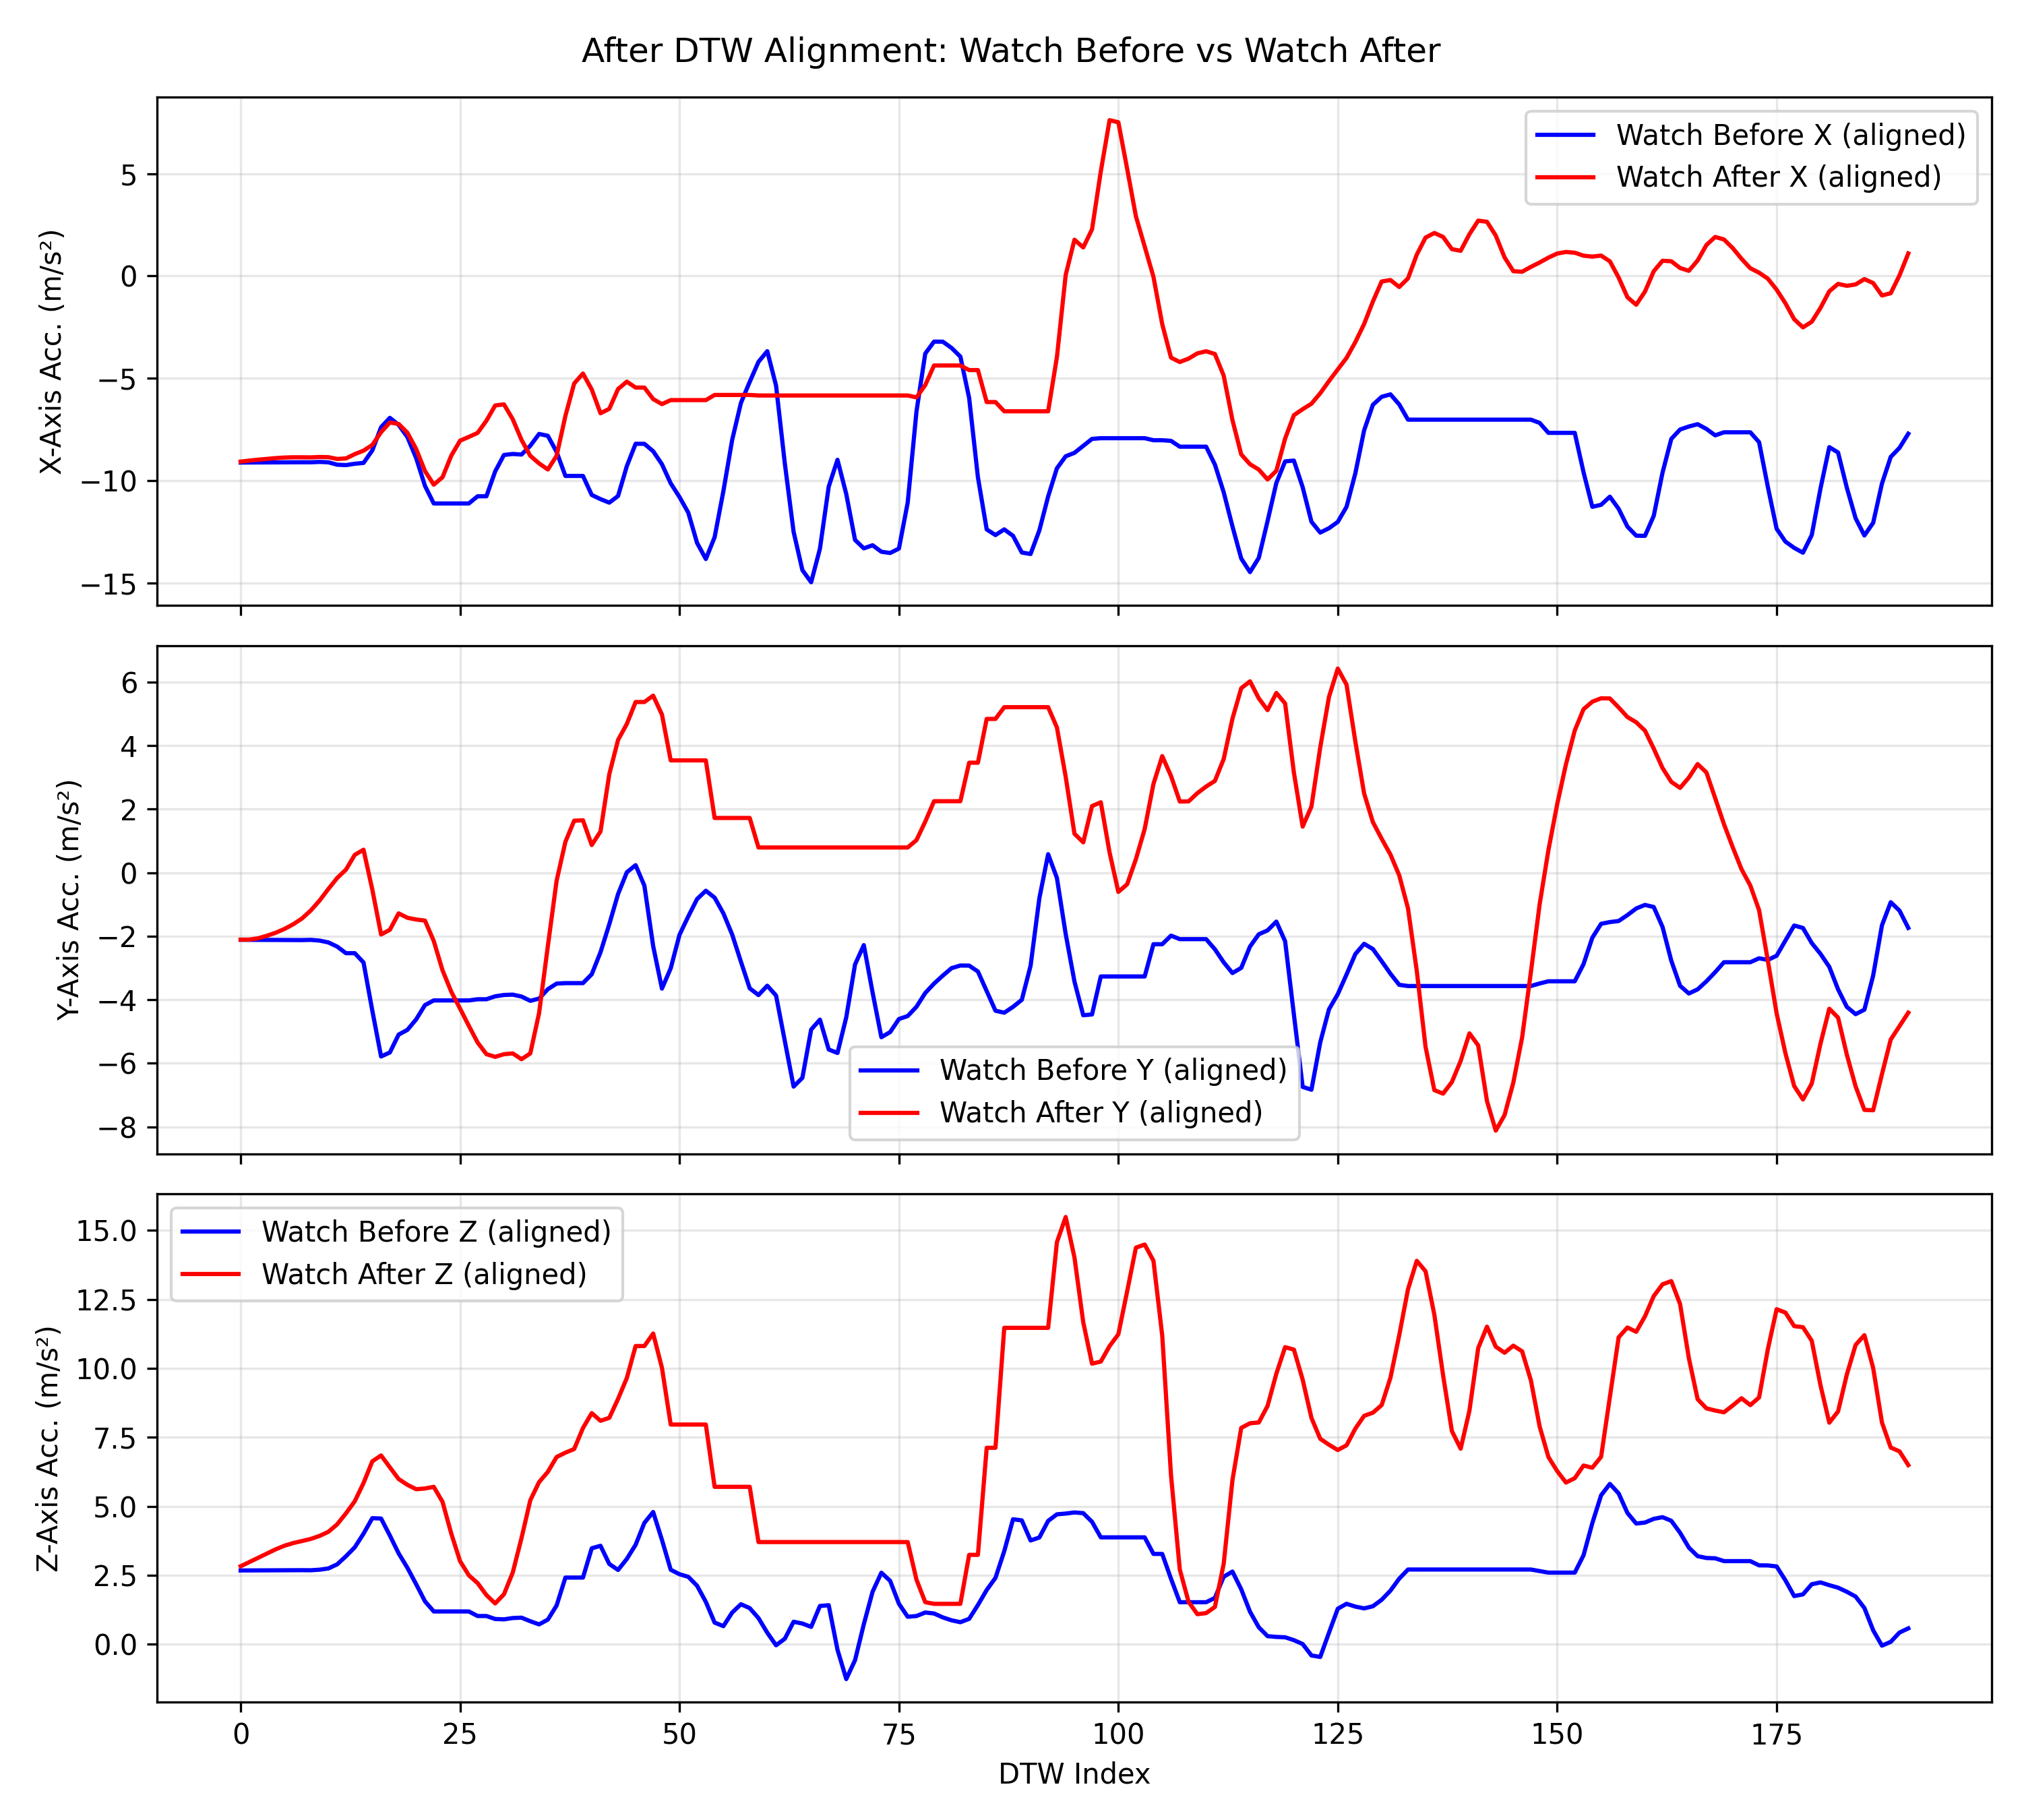 After DTW Alignment: Watch Before vs Watch After
X-Axis Acc. (m/s²)
5
0
−5
−10
−15
Watch Before X (aligned)
Watch After X (aligned)
Y-Axis Acc. (m/s²)
6
4
2
0
−2
−4
−6
−8
Watch Before Y (aligned)
Watch After Y (aligned)
Z-Axis Acc. (m/s²)
15.0
12.5
10.0
7.5
5.0
2.5
0.0
Watch Before Z (aligned)
Watch After Z (aligned)
0 25 50 75 100 125 150 175
DTW Index